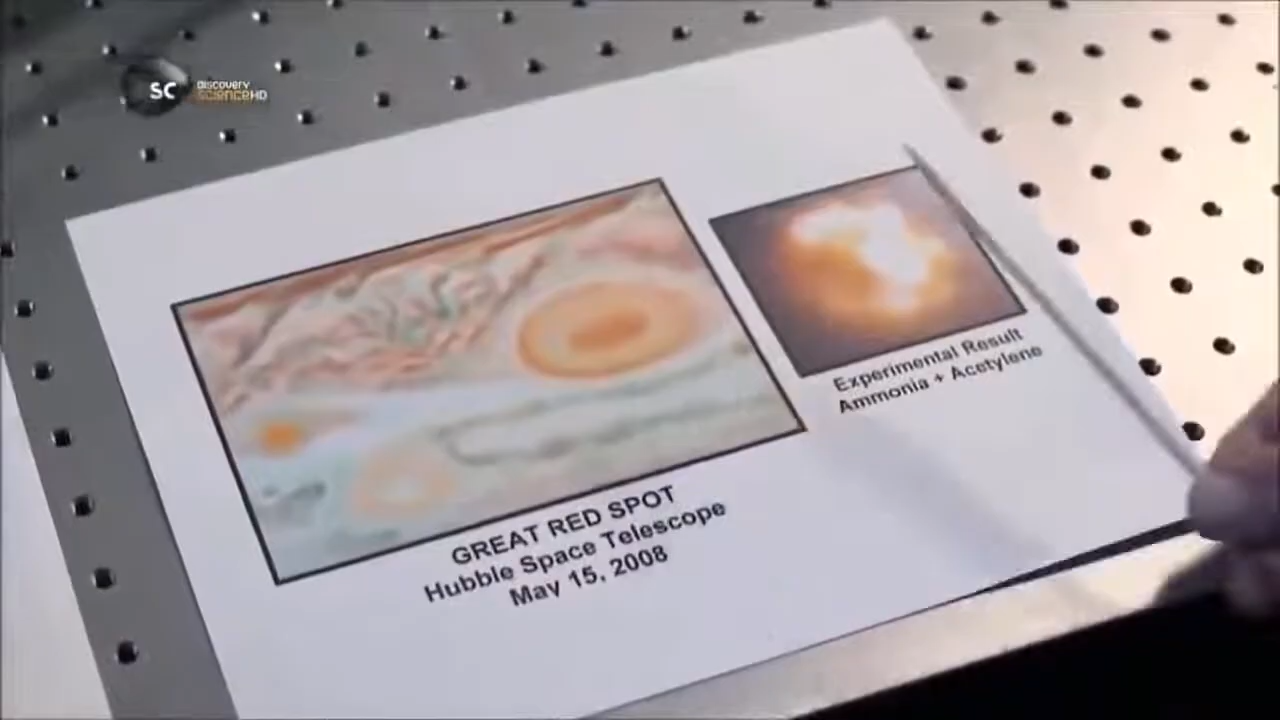 SC discovery
science HD
GREAT RED SPOT
Hubble Space Telescope
May 15, 2008
Experimental Result
Ammonia + Acetylene